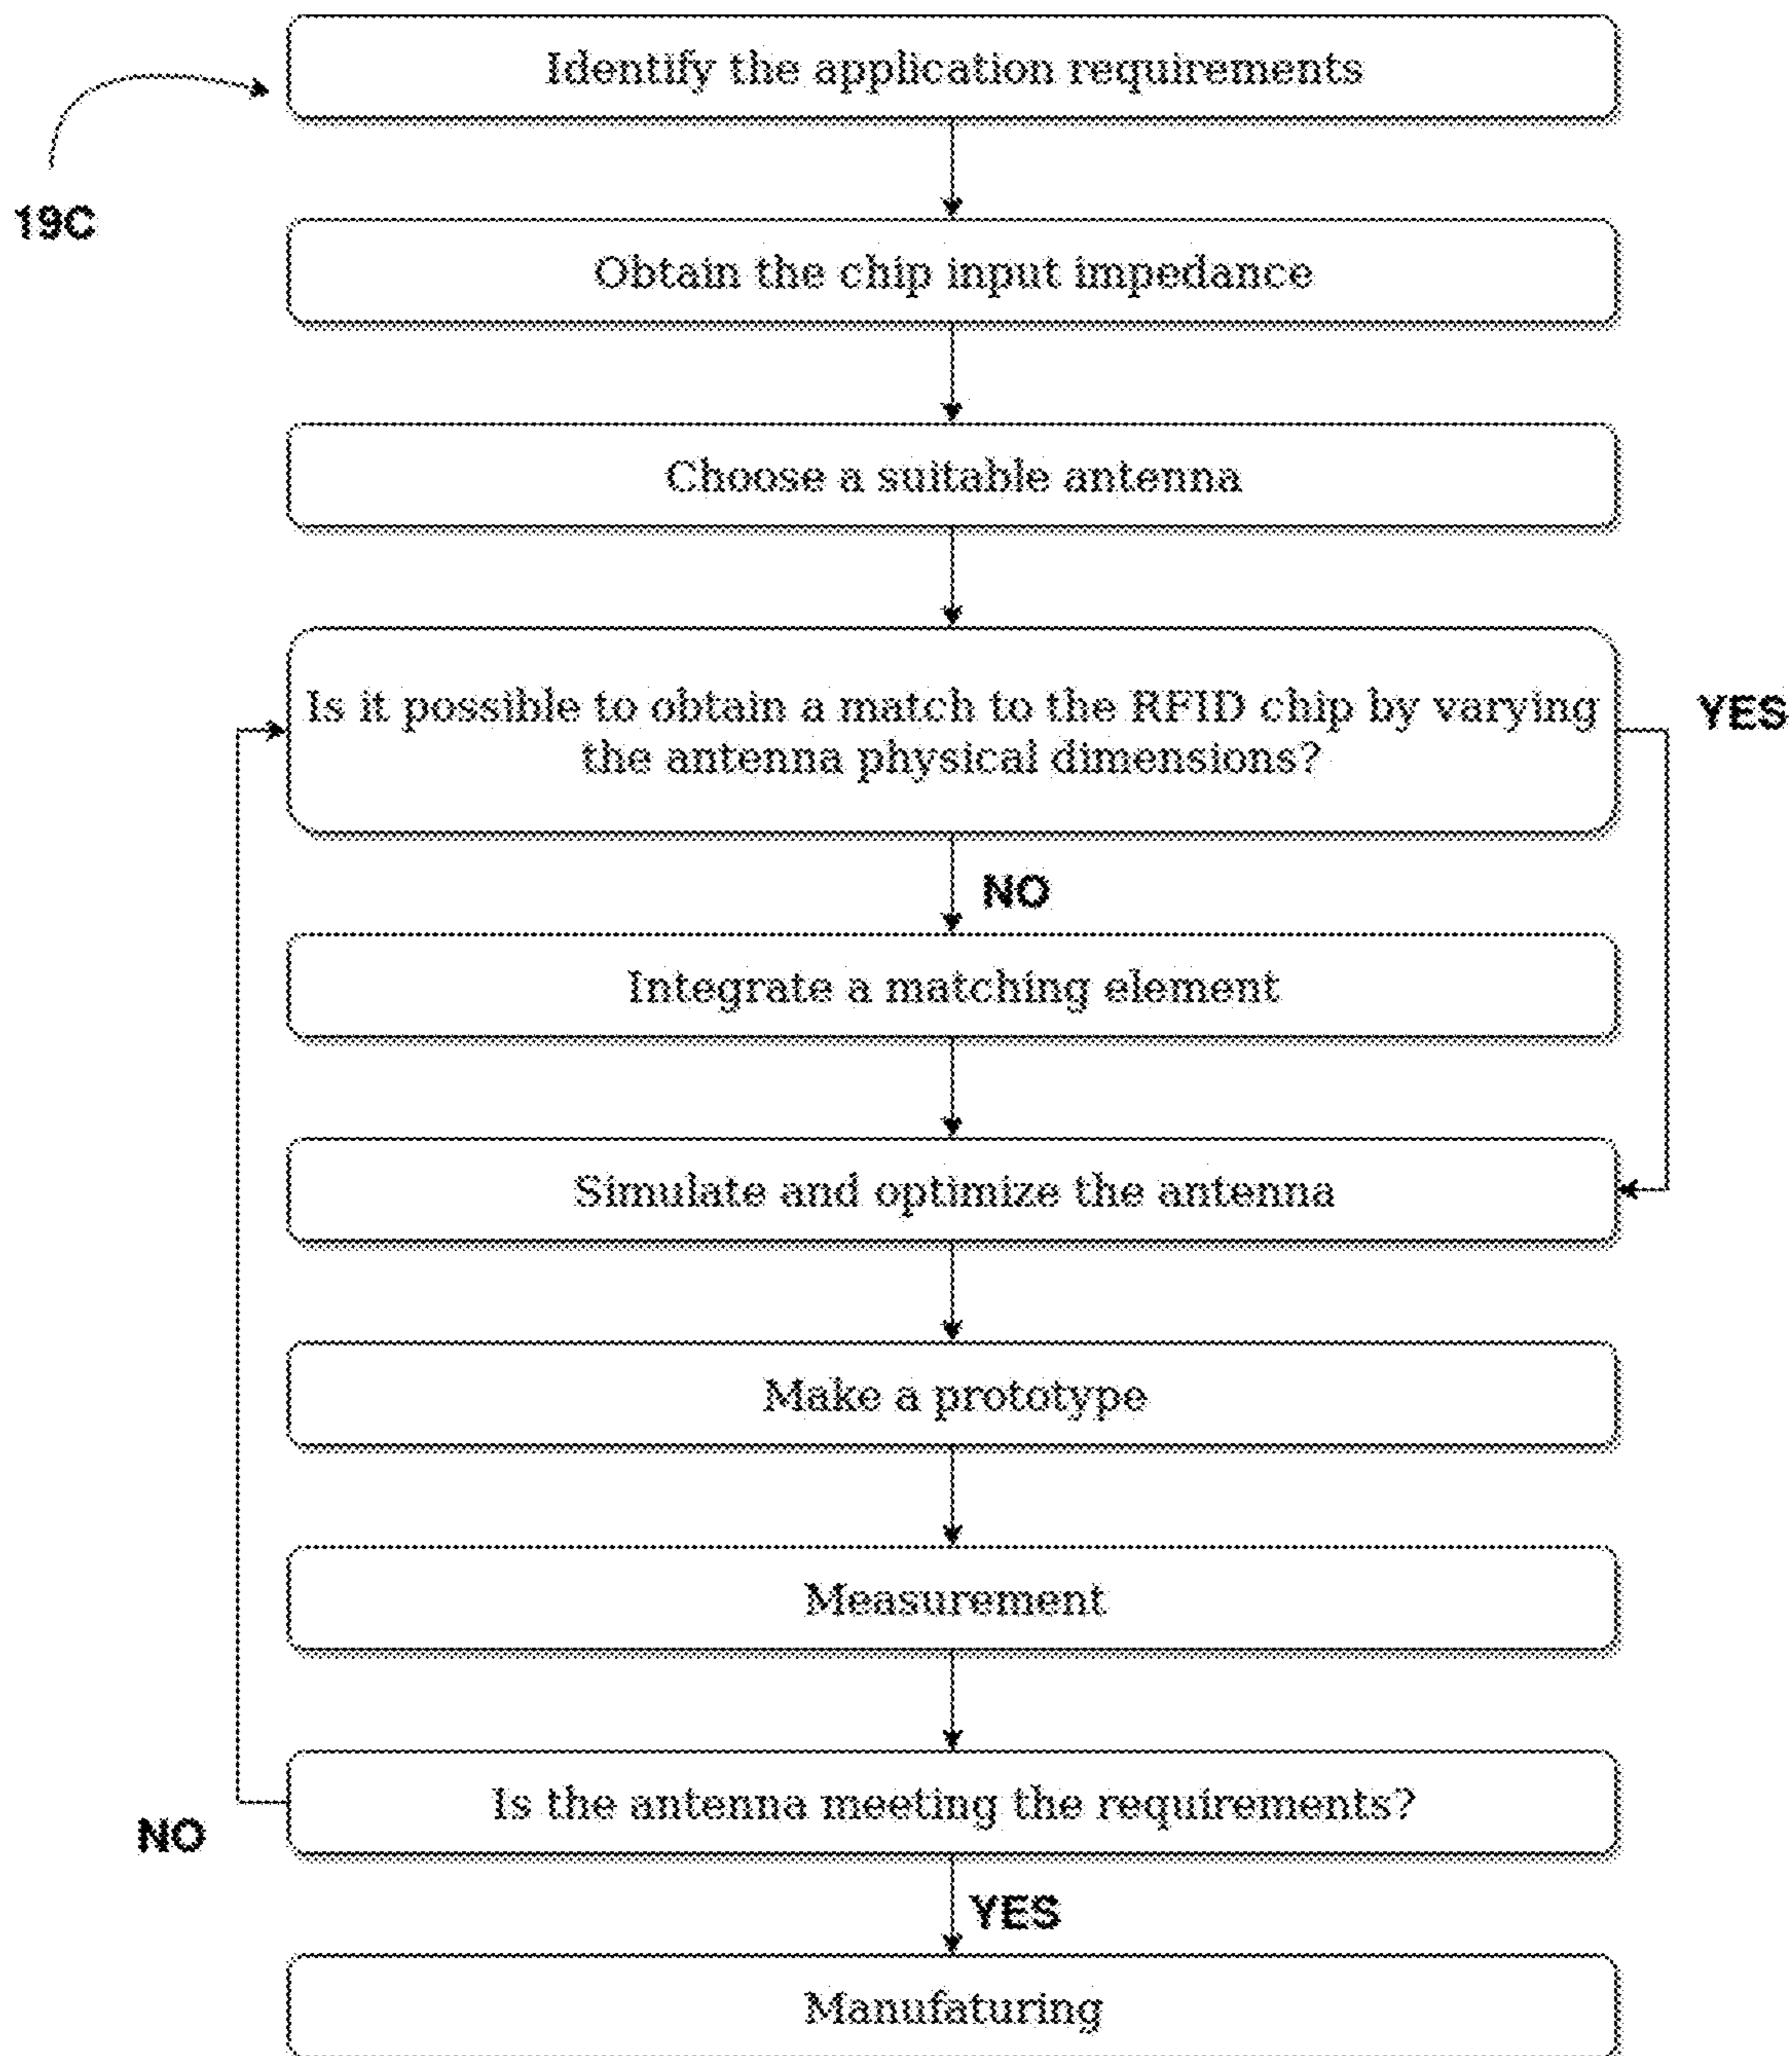 Identify the application requirements
19C
Obtain the chip input impedance
Choose a suitable antenna
Is it possible to obtain a match to the RFID chip by varying
the antenna physical dimensions?
YES
NO
Integrate a matching element
Simulate and optimize the antenna
Make a prototype
Measurement
Is the antenna meeting the requirements?
NO
YES
Manufaturing